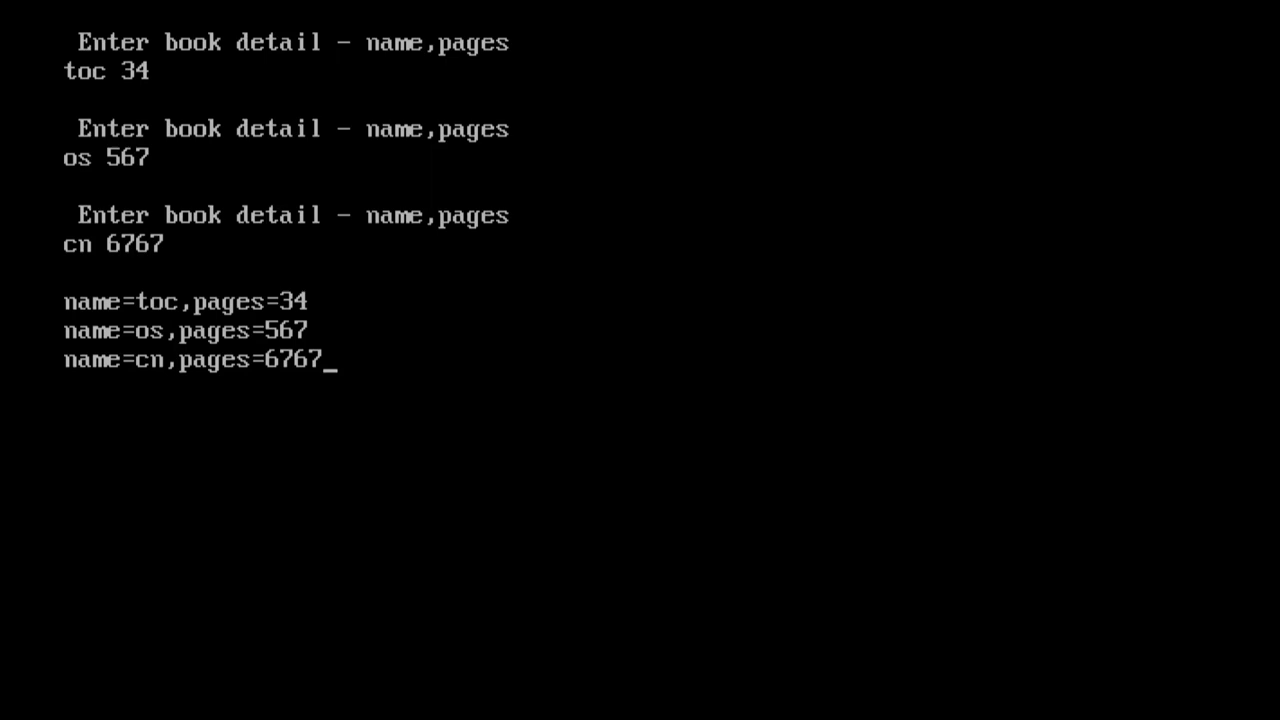 Enter book detail - name,pages
toc 34
Enter book detail - name,pages
os 567
Enter book detail - name,pages
cn 6767
name=toc,pages=34
name=os,pages=567
name=cn,pages=6767_